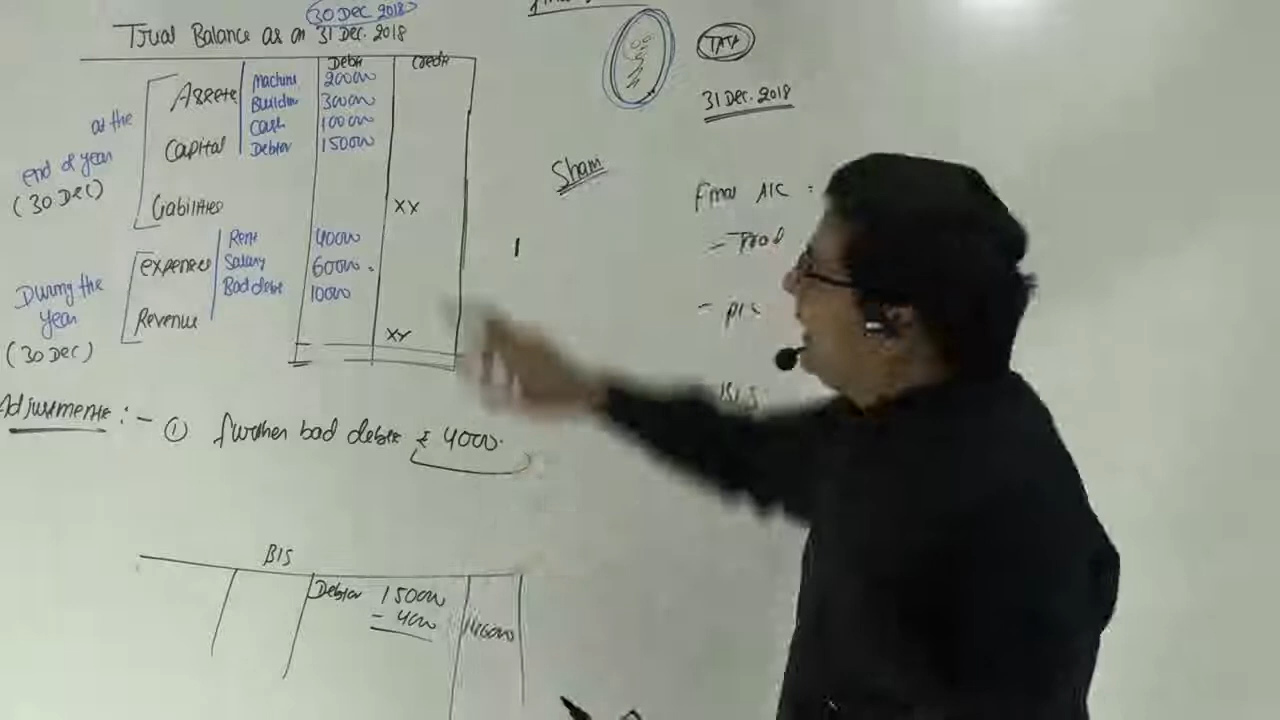 (30 Dec 2018)
Trial Balance as on 31 Dec. 2018
Debit Credit
Assets Machine 20000
Building 30000
Cash 10000
Capital Debtor 15000
Liabilities XX
at the
end of year
(30 Dec)
Expenses Rent 4000
Salary 6000
Bad debt 1000
Revenue XY
During the
year
(30 Dec)
Adjustments :- ① further bad debts ₹ 4000.
B/S
Debtor 15000
- 400
Sham
TATA
31 Dec. 2018
Final A/C :
- Trad
B/S